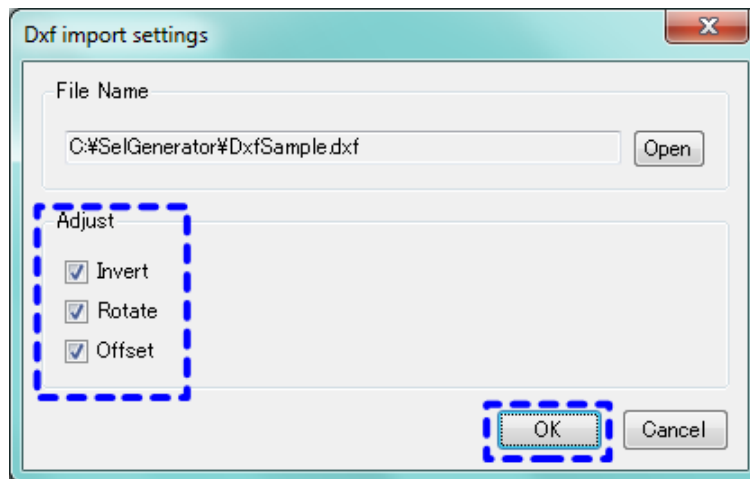 Dxf import settings
File Name
C:¥SelGenerator¥DxfSample.dxf
Open
Adjust
Invert
Rotate
Offset
OK
Cancel